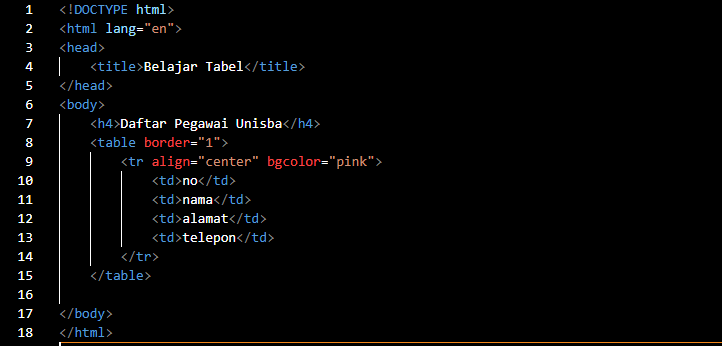 1 <!DOCTYPE html>
2 <html lang="en">
3 <head>
4     <title>Belajar Tabel</title>
5 </head>
6 <body>
7     <h4>Daftar Pegawai Unisba</h4>
8     <table border="1">
9         <tr align="center" bgcolor="pink">
10             <td>no</td>
11             <td>nama</td>
12             <td>alamat</td>
13             <td>telepon</td>
14         </tr>
15     </table>
16
17 </body>
18 </html>